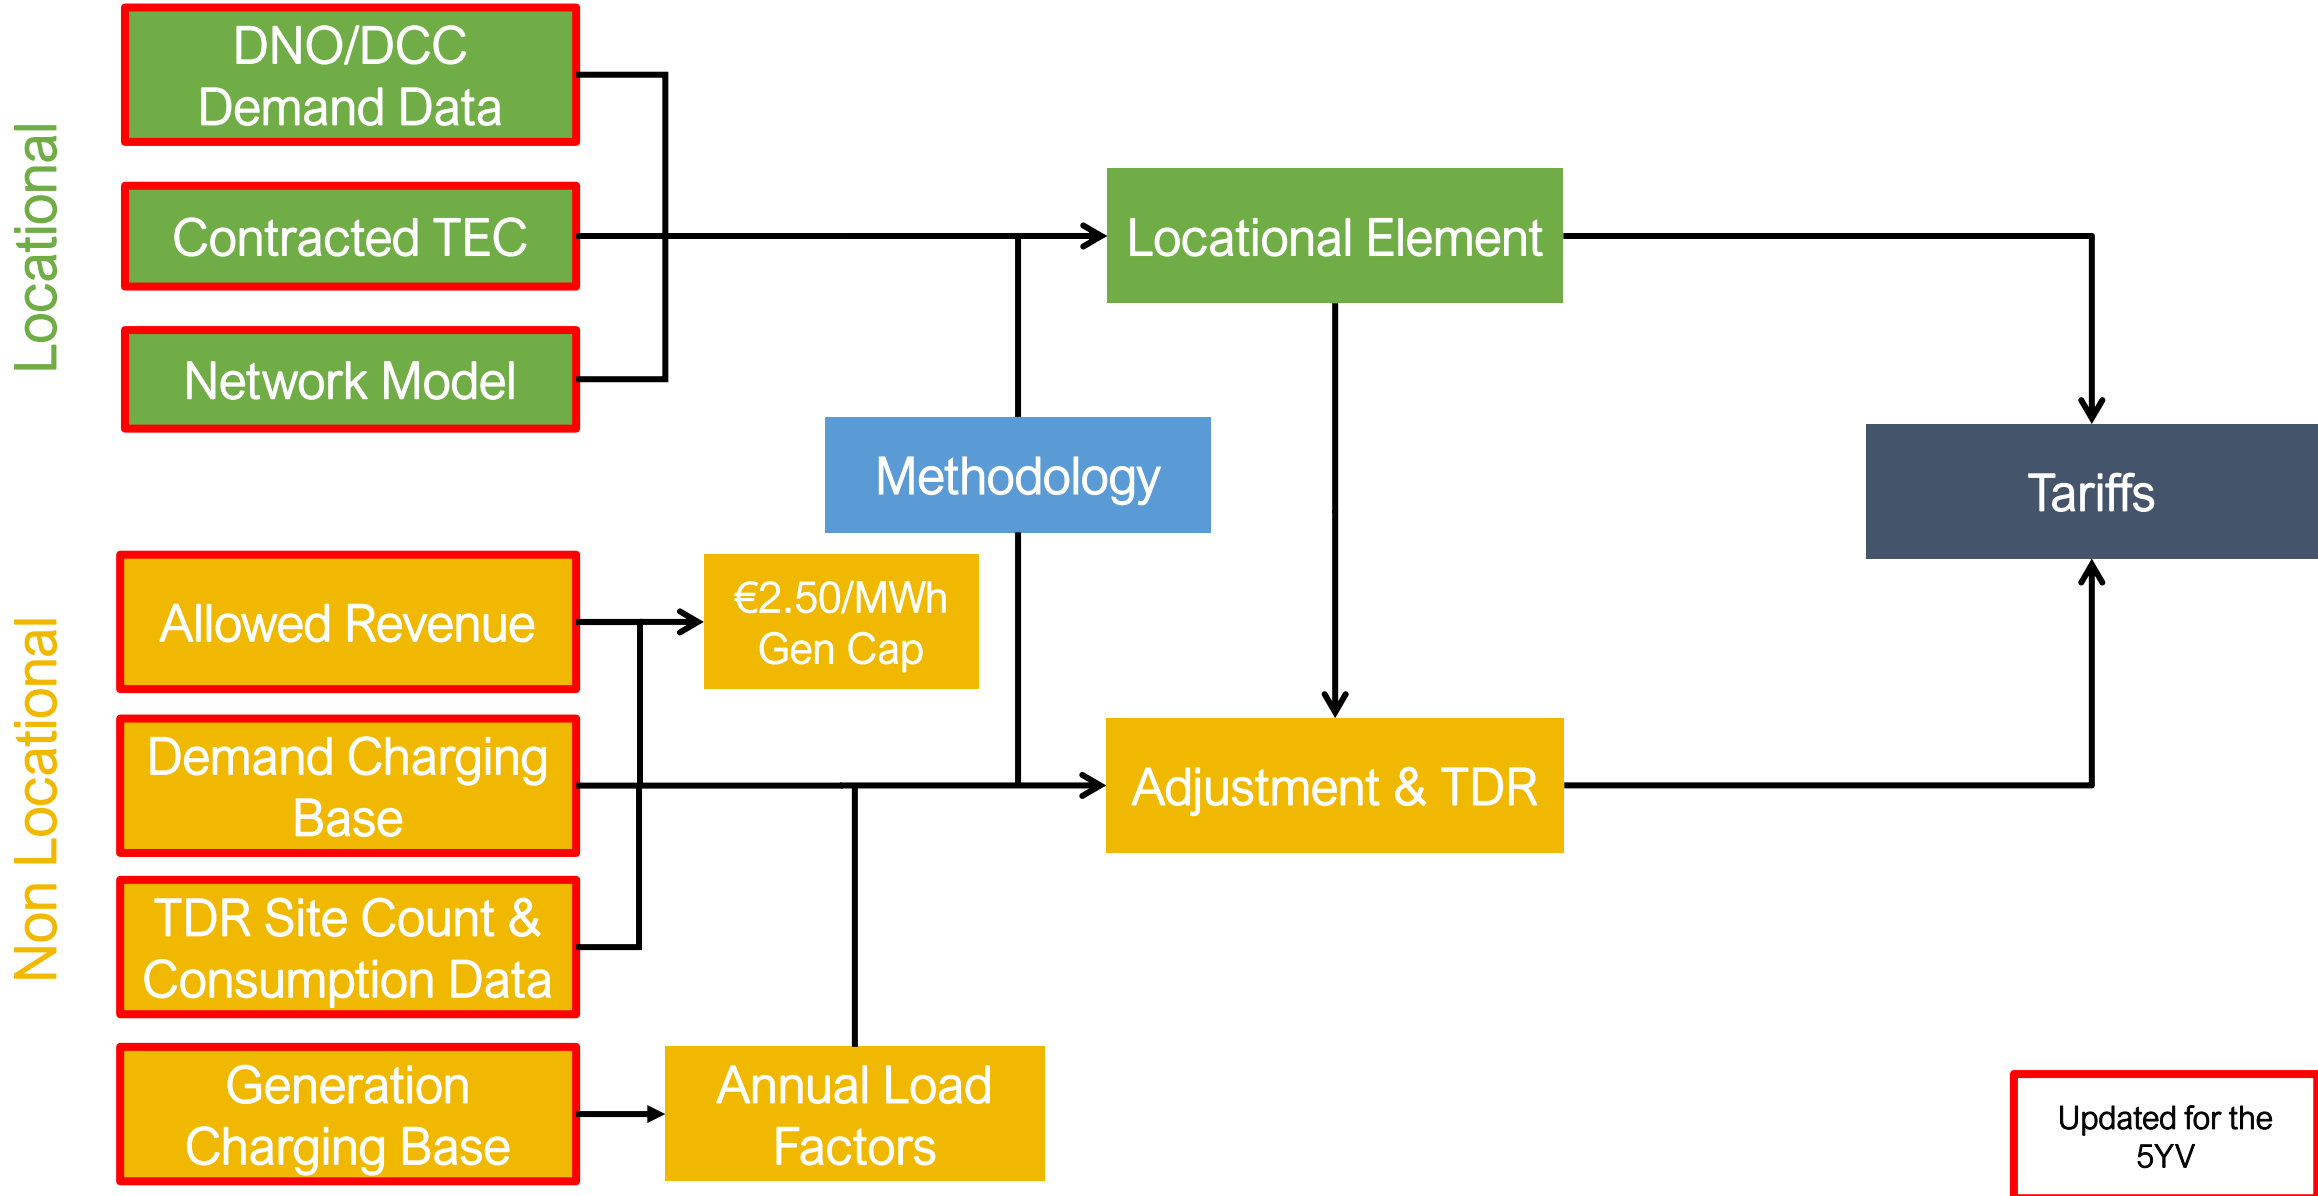 Locational
DNO/DCC
Demand Data
Contracted TEC
Network Model
Locational Element
Methodology
Tariffs
Non Locational
Allowed Revenue
€2.50/MWh
Gen Cap
Demand Charging
Base
Adjustment & TDR
TDR Site Count &
Consumption Data
Generation
Charging Base
Annual Load
Factors
Updated for the
5YV